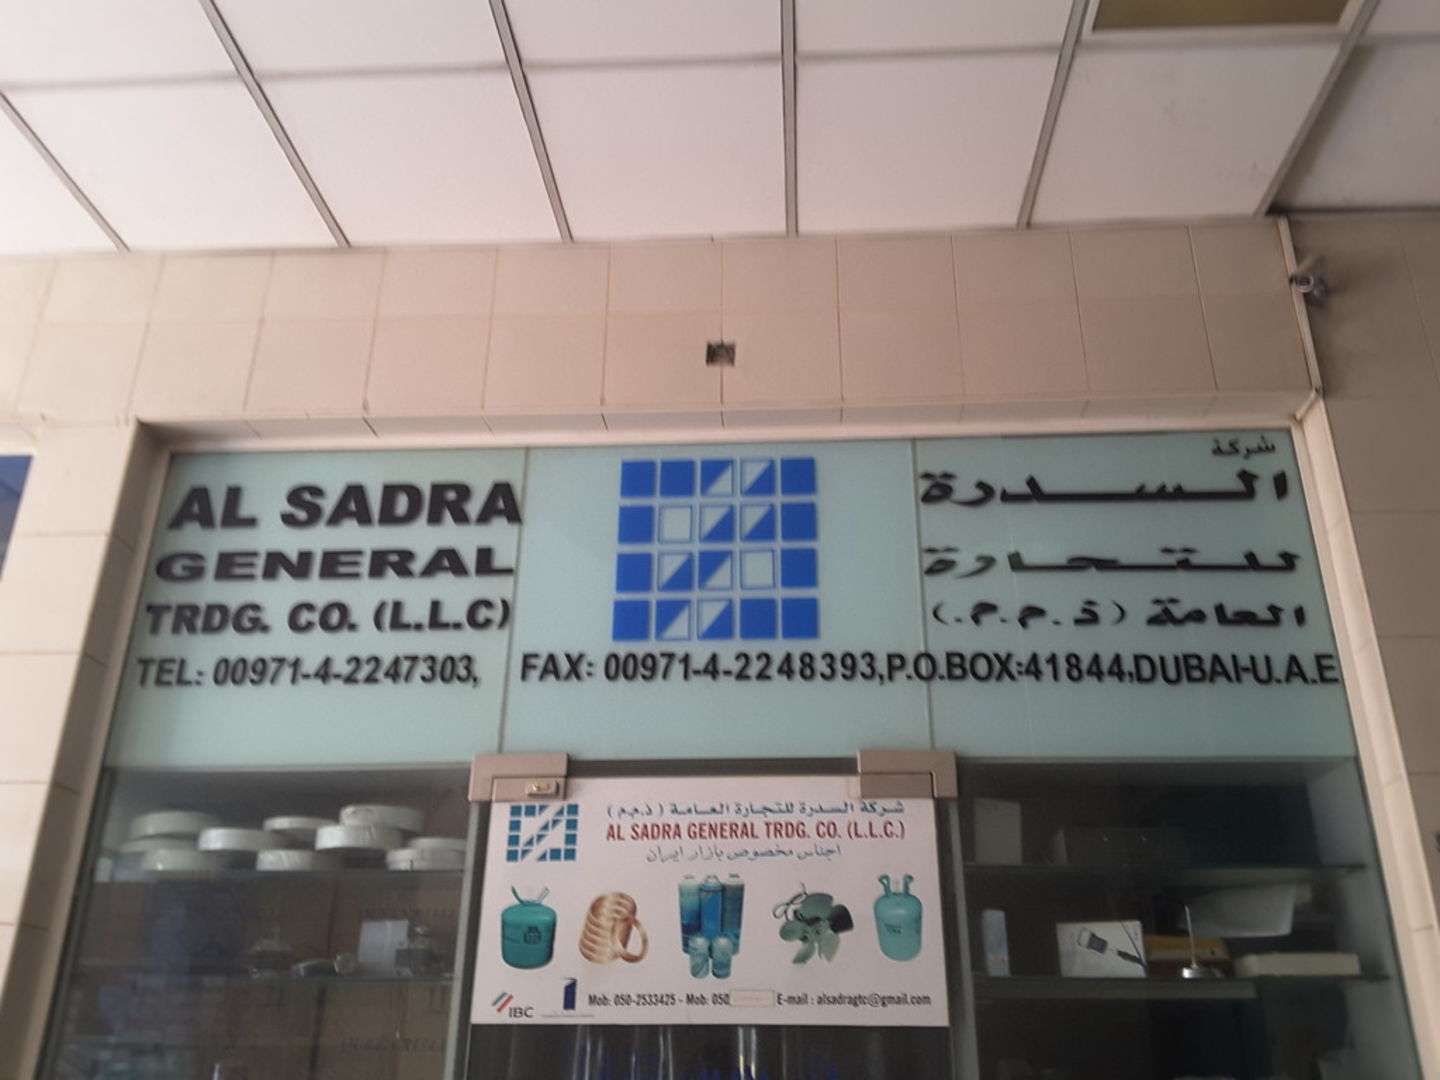 شركة
AL SADRA
السدرة
GENERAL
للتجارة
TRDG. CO. (L.L.C)
العامة (ذ.م.م.)
TEL: 00971-4-2247303, FAX: 00971-4-2248393,P.O.BOX:41844,DUBAI-U.A.E
شركة السدرة للتجارة العامة (ذ.م.م)
AL SADRA GENERAL TRDG. CO. (L.L.C.)
اجناس مخصوص بازار ایران
Mob: 050-2533425 - Mob: 050 E-mail : alsadragtc@gmail.com
IBC